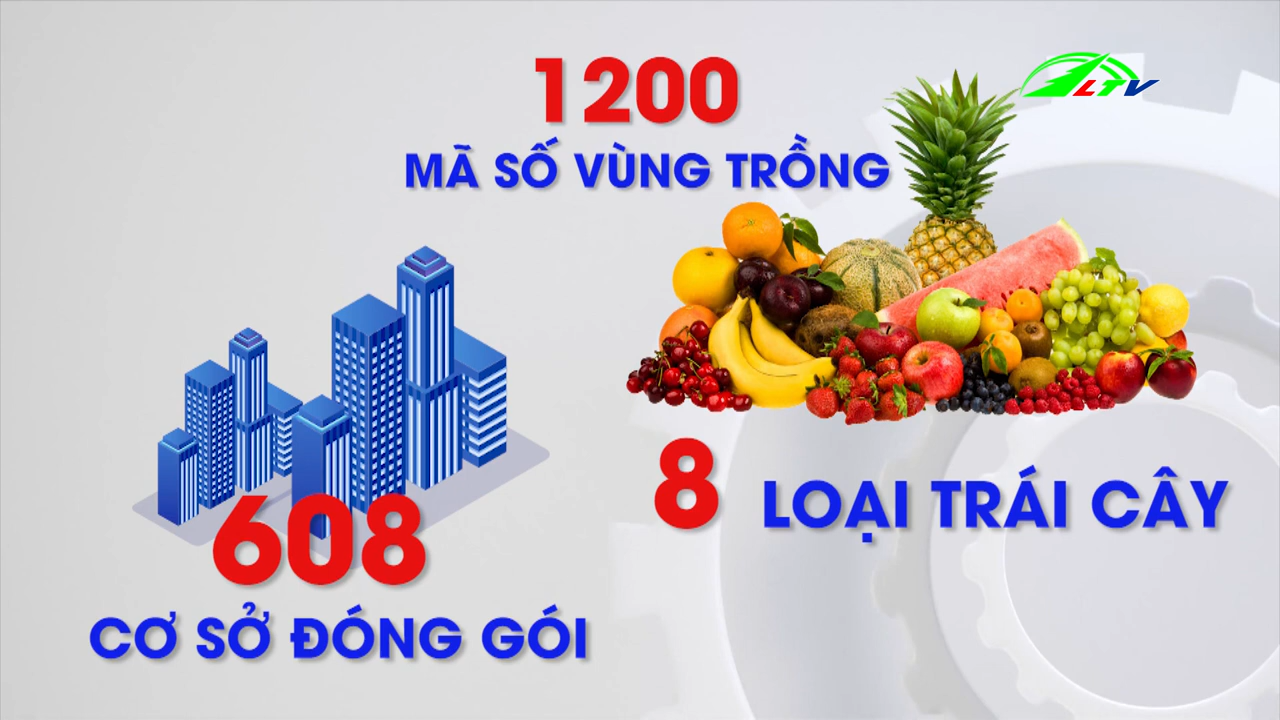 1200
MÃ SỐ VÙNG TRỒNG
LTV
608
CƠ SỞ ĐÓNG GÓI
8 LOẠI TRÁI CÂY